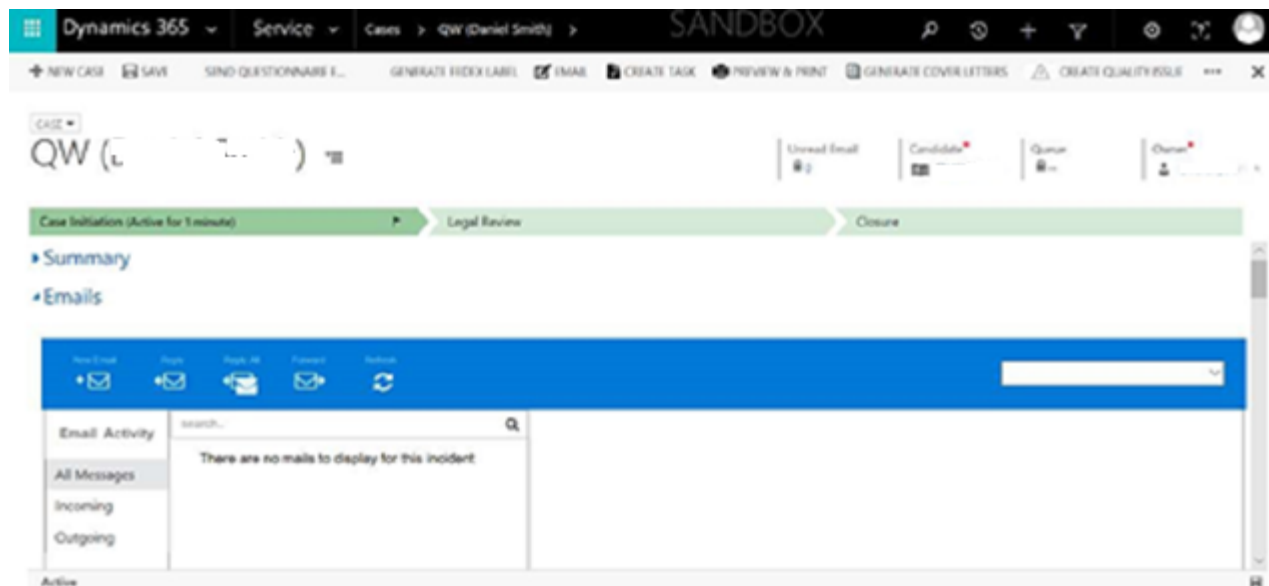 Dynamics 365 Service Cases > QW (Daniel Smith) > SANDBOX
NEW CASE SAVE SEND QUESTIONNAIRE E... GENERATE FEDEX LABEL EMAIL CREATE TASK PREVIEW & PRINT GENERATE COVER LETTERS CREATE QUALITY ISSUE ...
CASE
QW ( )
Unread Email Candidate* Queue Owner*
Case Initiation (Active for 1 minute) Legal Review Closure
Summary
Emails
New Email Reply Reply All Forward Refresh
search...
Email Activity
There are no mails to display for this incident
All Messages
Incoming
Outgoing
Active